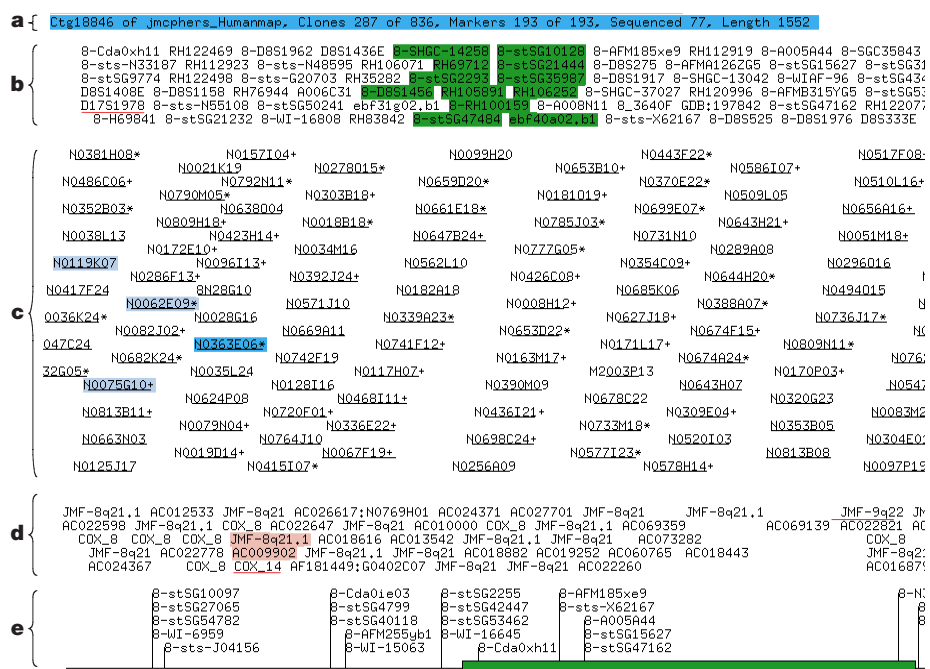 a
Ctg18846 of jmcphers_Humanmap, Clones 287 of 836, Markers 193 of 193, Sequenced 77, Length 1552
b
8-Cda0xh11 RH122469 8-D8S1962 D8S1436E 8-SHGC-14258 8-stSG10128 8-AFM185xe9 RH112919 8-A005A44 8-SGC35843
8-sts-N33187 RH112923 8-sts-N48595 RH106071 RH69712 8-stSG21444 8-D8S275 8-AFMA126ZG5 8-stSG15627 8-stSG31
8-stSG9774 RH122498 8-sts-G20703 RH35282 8-stSG2293 8-stSG35987 8-D8S1917 8-SHGC-13042 8-WIAF-96 8-stSG434
D8S1408E 8-D8S1158 RH76944 A006C31 8-D8S1456 RH105891 RH106252 8-SHGC-37027 RH120996 8-AFMB315YG5 8-stSG53
D17S1978 8-sts-N55108 8-stSG50241 ebf31g02.b1 8-RH100159 8-A008N11 8_3640F GDB:197842 8-stSG47162 RH122077
8-H69841 8-stSG21232 8-WI-16808 RH83842 8-stSG47484 ebf40a02.b1 8-sts-X62167 8-D8S525 8-D8S1976 D8S333E
c
N0381H08* N0157I04+ N0099H20 N0443F22* N0517F08-
N0021K19 N0278O15* N0653B10+ N0586I07+
N0486C06+ N0792N11* N0659D20* N0370E22* N0510L16+
N0790M05* N0303B18+ N0181O19+ N0509L05
N0352B03* N0638O04 N0661E18* N0699E07* N0656A16+
N0809H18+ N0018B18* N0785J03* N0643H21+
N0038L13 N0423H14+ N0647B24+ N0731N10 N0051M18+
N0172E10+ N0034M16 N0777G05* N0289A08
N0119K07 N0096I13+ N0562L10 N0354C09+ N0296O16
N0286F13+ N0392J24+ N0426C08+ N0644H20*
N0417F24 8N28G10 N0182A18 N0685K06 N0494O15
N0062E09* N0571J10 N0008H12+ N0388A07*
0036K24* N0028G16 N0339A23* N0627J18+ N0736J17*
N0082J02+ N0669A11 N0653D22* N0674F15+
047C24 N0363E06* N0741F12+ N0171L17+ N0809N11*
N0682K24* N0742F19 N0163M17+ N0674A24* N076
32G05* N0035L24 N0117H07+ M2003P13 N0170P03+
N0075G10+ N0128I16 N0390M09 N0643H07 N0547
N0624P08 N0468I11+ N0678C22 N0320G23
N0813B11+ N0720F01+ N0436I21+ N0309E04+ N0083M2
N0079N04+ N0336E22+ N0733M18* N0353B05
N0663N03 N0764J10 N0698C24+ N0520I03 N0304E0
N0019D14+ N0067F19+ N0577I23* N0813B08
N0125J17 N0415I07* N0256A09 N0578H14+ N0097P19
d
JMF-8q21.1 AC012533 JMF-8q21 AC026617:N0769H01 AC024371 AC027701 JMF-8q21.1 JMF-8q21.1 JMF-9q22 JM
AC022598 JMF-8q21.1 COX_8 AC022647 JMF-8q21 AC010000 COX_8 JMF-8q21.1 AC069359 AC069139 AC022821 AC
COX_8 COX_8 COX_8 JMF-8q21.1 AC018616 AC013542 JMF-8q21.1 JMF-8q21 AC073282 COX_8
JMF-8q21 AC022778 AC009902 JMF-8q21.1 JMF-8q21 AC018882 AC019252 AC060765 AC018443 JMF-8q21
AC024367 COX_8 COX_14 AF181449:G0402C07 JMF-8q21 JMF-8q21 AC022260 AC016879
e
8-stSG10097 8-Cda0ie03 8-stSG2255 8-AFM185xe9 8-N
8-stSG27065 8-stSG4799 8-stSG42447 8-sts-X62167
8-stSG54782 8-stSG40118 8-stSG53462 8-A005A44
8-WI-6959 8-AFM255yb1 8-WI-16645 8-stSG15627
8-sts-J04156 8-WI-15063 8-Cda0xh11 8-stSG47162